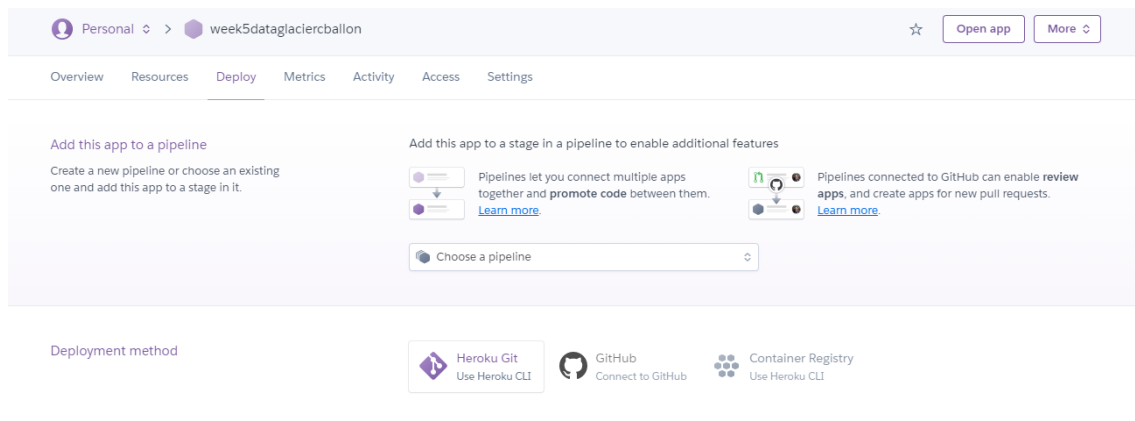 Personal > week5dataglaciercballon
Open app
More
Overview Resources Deploy Metrics Activity Access Settings
Add this app to a pipeline
Create a new pipeline or choose an existing
one and add this app to a stage in it.
Add this app to a stage in a pipeline to enable additional features
Pipelines let you connect multiple apps
together and promote code between them.
Learn more.
Pipelines connected to GitHub can enable review
apps, and create apps for new pull requests.
Learn more.
Choose a pipeline
Deployment method
Heroku Git
Use Heroku CLI
GitHub
Connect to GitHub
Container Registry
Use Heroku CLI